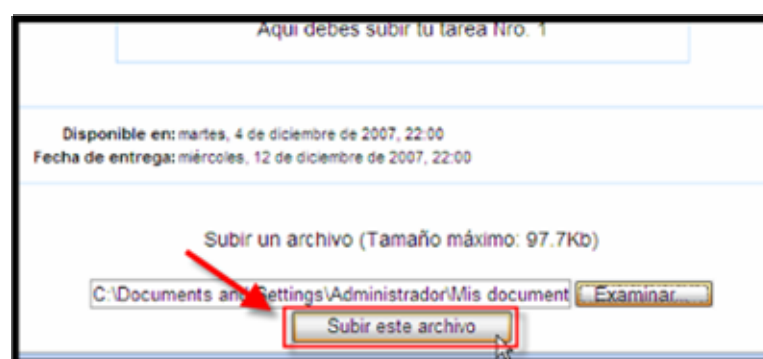 Aqui debes subir tu tarea Nro. 1
Disponible en: martes, 4 de diciembre de 2007, 22:00
Fecha de entrega: miércoles, 12 de diciembre de 2007, 22:00
Subir un archivo (Tamaño máximo: 97.7Kb)
C:\Documents and Settings\Administrador\Mis document Examinar...
Subir este archivo